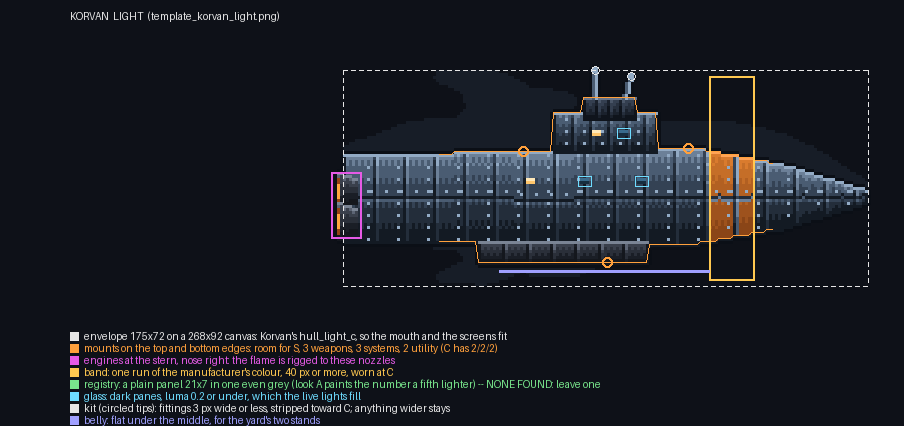 KORVAN LIGHT (template_korvan_light.png)
envelope 175x72 on a 268x92 canvas: Korvan's hull_light_c, so the mouth and the screens fit
mounts on the top and bottom edges: room for S, 3 weapons, 3 systems, 2 utility (C has 2/2/2)
engines at the stern, nose right: the flame is rigged to these nozzles
band: one run of the manufacturer's colour, 40 px or more, worn at C
registry: a plain panel 21x7 in one even grey (look A paints the number a fifth lighter) -- NONE FOUND: leave one
glass: dark panes, luma 0.2 or under, which the live lights fill
kit (circled tips): fittings 3 px wide or less, stripped toward C; anything wider stays
belly: flat under the middle, for the yard's two stands